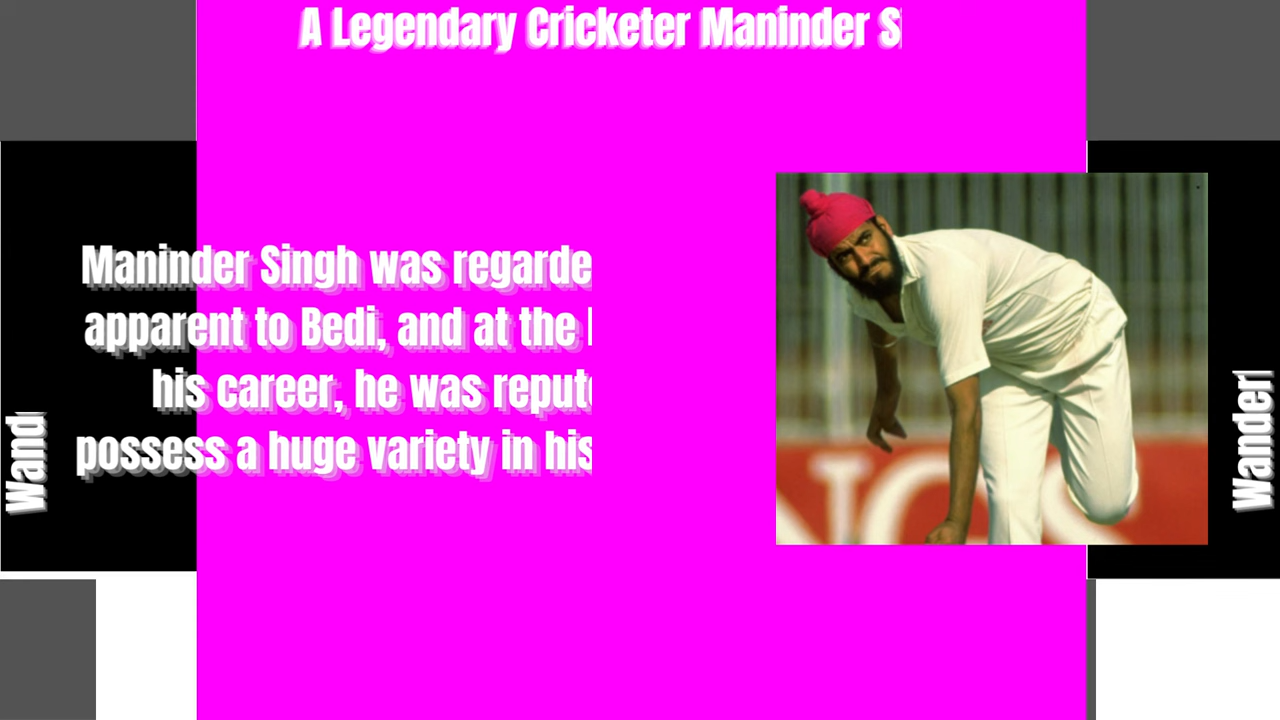 A Legendary Cricketer Maninder S
Maninder Singh was regarde
apparent to Bedi, and at the
his career, he was repute
possess a huge variety in his
Wand
Wander